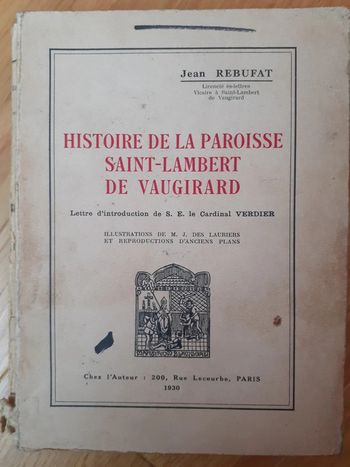 Jean REBUFAT
Licencié ès-lettres
Vicaire à Saint-Lambert
de Vaugirard
HISTOIRE DE LA PAROISSE
SAINT-LAMBERT
DE VAUGIRARD
Lettre d'introduction de S. E. le Cardinal VERDIER
ILLUSTRATIONS DE M. J. DES LAURIERS
ET REPRODUCTIONS D'ANCIENS PLANS
Chez l'Auteur : 209, Rue Lecourbe, PARIS
1930